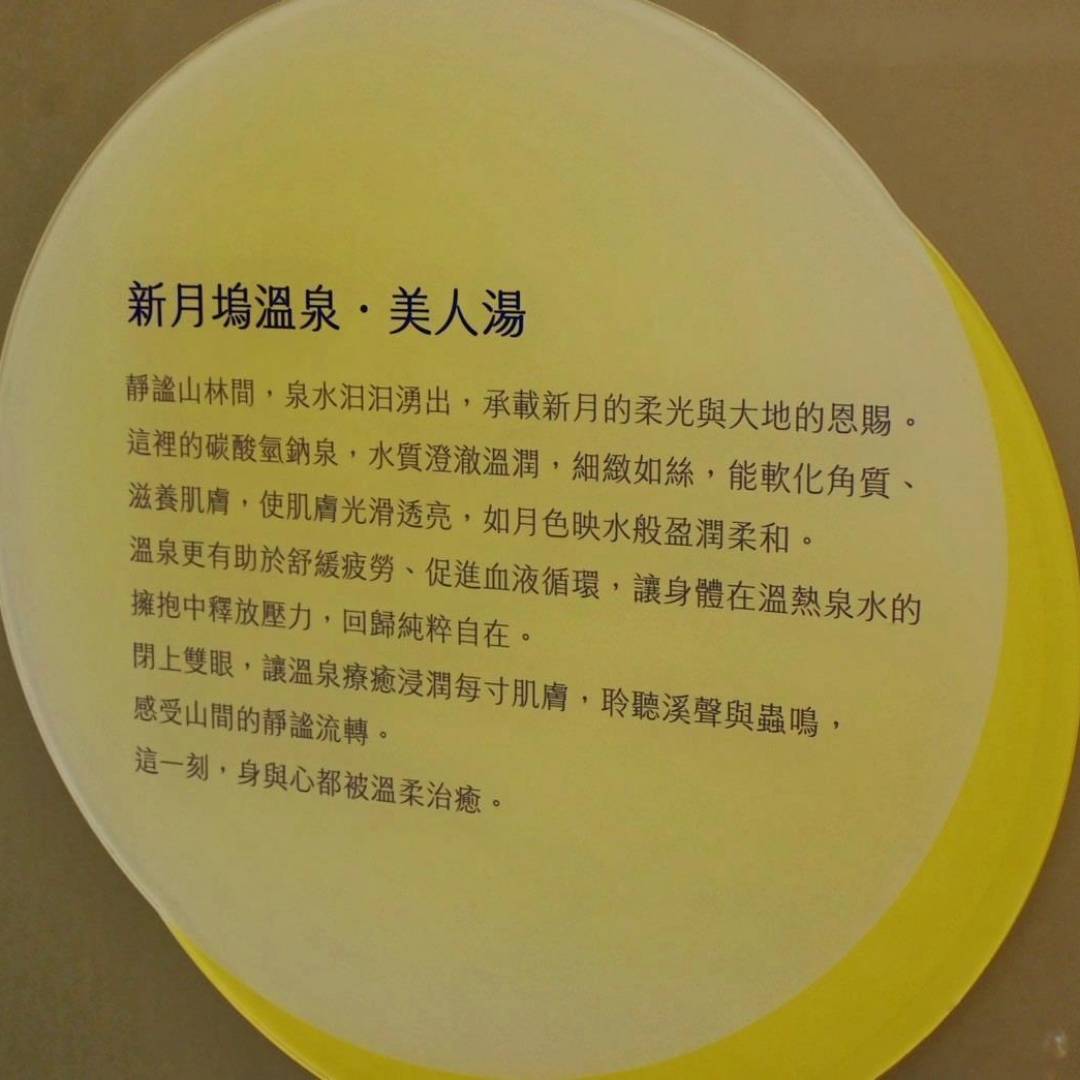 新月塢溫泉·美人湯
靜謐山林間，泉水汩汩湧出，承載新月的柔光與大地的恩賜。
這裡的碳酸氫鈉泉，水質澄澈溫潤，細緻如絲，能軟化角質、
滋養肌膚，使肌膚光滑透亮，如月色映水般盈潤柔和。
溫泉更有助於舒緩疲勞、促進血液循環，讓身體在溫熱泉水的
擁抱中釋放壓力，回歸純粹自在。
閉上雙眼，讓溫泉療癒浸潤每寸肌膚，聆聽溪聲與蟲鳴，
感受山間的靜謐流轉。
這一刻，身與心都被溫柔治癒。